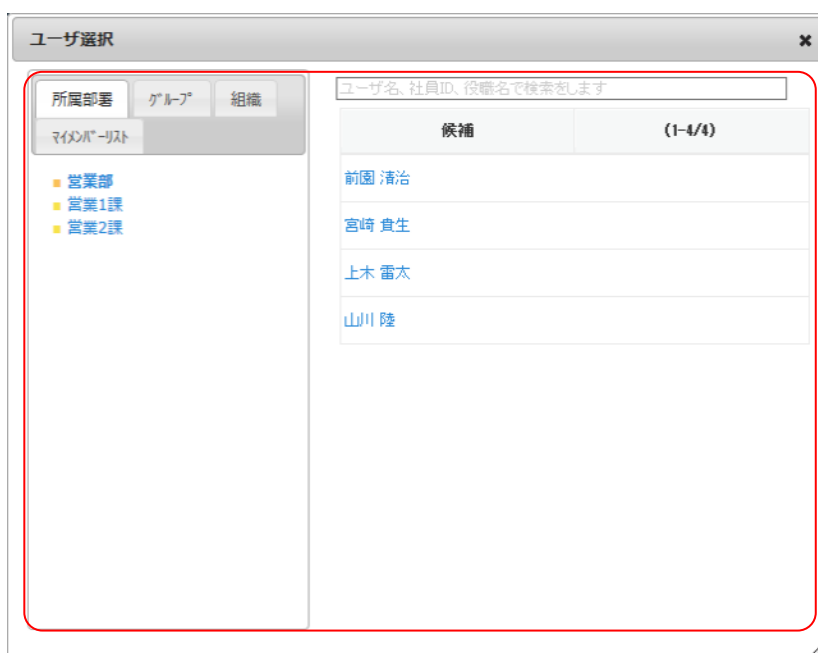 ユーザ選択
所属部署 ｸﾞﾙｰﾌﾟ 組織
ﾏｲﾒﾝﾊﾞｰﾘｽﾄ
営業部
営業1課
営業2課
ユーザ名、社員ID、役職名で検索をします
候補 (1-4/4)
前園 清治
宮崎 貴生
上木 雷太
山川 陸